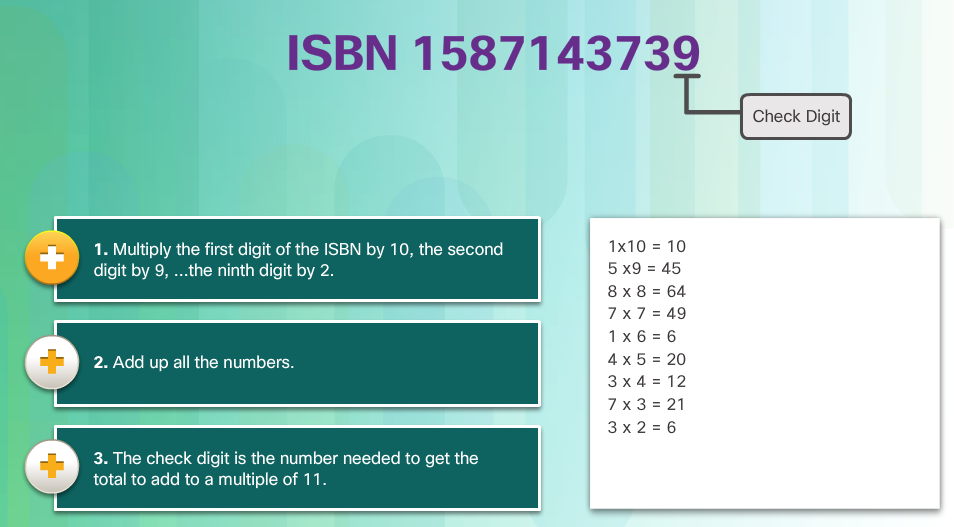 ISBN 1587143739
Check Digit
1. Multiply the first digit of the ISBN by 10, the second
digit by 9, ...the ninth digit by 2.
2. Add up all the numbers.
3. The check digit is the number needed to get the
total to add to a multiple of 11.
1x10 = 10
5 x9 = 45
8 x 8 = 64
7 x 7 = 49
1 x 6 = 6
4 x 5 = 20
3 x 4 = 12
7 x 3 = 21
3 x 2 = 6